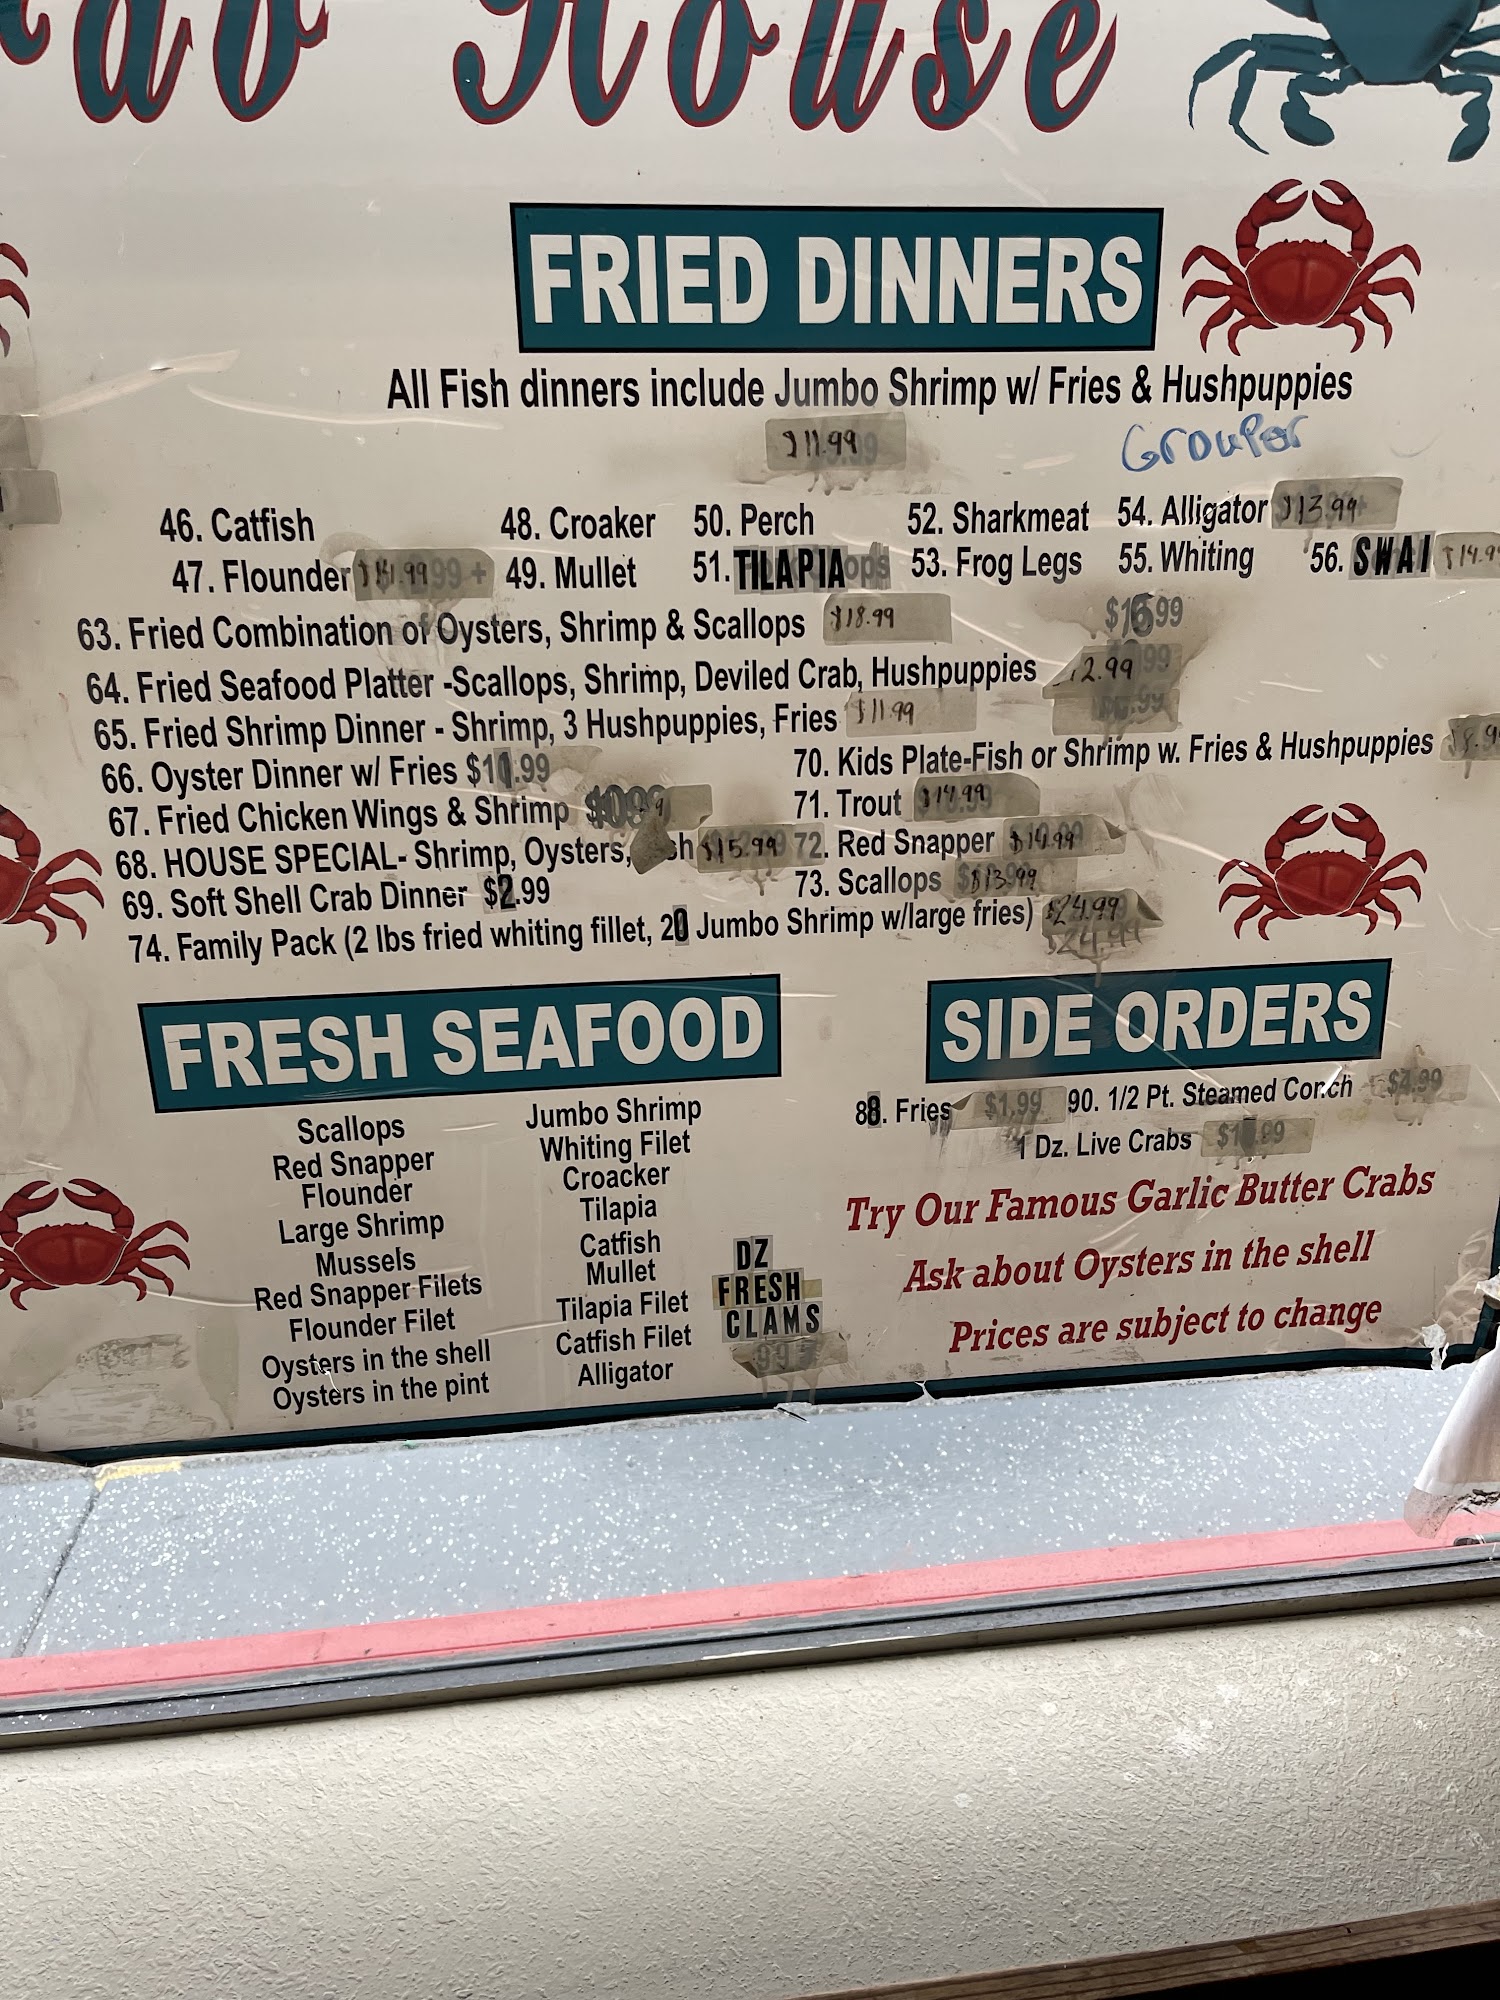 House
FRIED DINNERS
All Fish dinners include Jumbo Shrimp w/ Fries & Hushpuppies
$11.99
Grouper
46. Catfish 48. Croaker 50. Perch 52. Sharkmeat 54. Alligator $13.99
47. Flounder 49. Mullet 51. TILAPIA 53. Frog Legs 55. Whiting 56. SWAI
63. Fried Combination of Oysters, Shrimp & Scallops $18.99
64. Fried Seafood Platter -Scallops, Shrimp, Deviled Crab, Hushpuppies
65. Fried Shrimp Dinner - Shrimp, 3 Hushpuppies, Fries $11.99
66. Oyster Dinner w/ Fries
67. Fried Chicken Wings & Shrimp
68. HOUSE SPECIAL- Shrimp, Oysters, $15.99
69. Soft Shell Crab Dinner $2.99
70. Kids Plate-Fish or Shrimp w. Fries & Hushpuppies
71. Trout $14.99
72. Red Snapper $14.99
73. Scallops $13.99
74. Family Pack (2 lbs fried whiting fillet, 20 Jumbo Shrimp w/large fries) $24.99
FRESH SEAFOOD
Scallops
Red Snapper
Flounder
Large Shrimp
Mussels
Red Snapper Filets
Flounder Filet
Oysters in the shell
Oysters in the pint
Jumbo Shrimp
Whiting Filet
Croacker
Tilapia
Catfish
Mullet
Tilapia Filet
Catfish Filet
Alligator
DZ
FRESH
CLAMS
SIDE ORDERS
88. Fries $1.99 90. 1/2 Pt. Steamed Conch $4.99
1 Dz. Live Crabs
Try Our Famous Garlic Butter Crabs
Ask about Oysters in the shell
Prices are subject to change